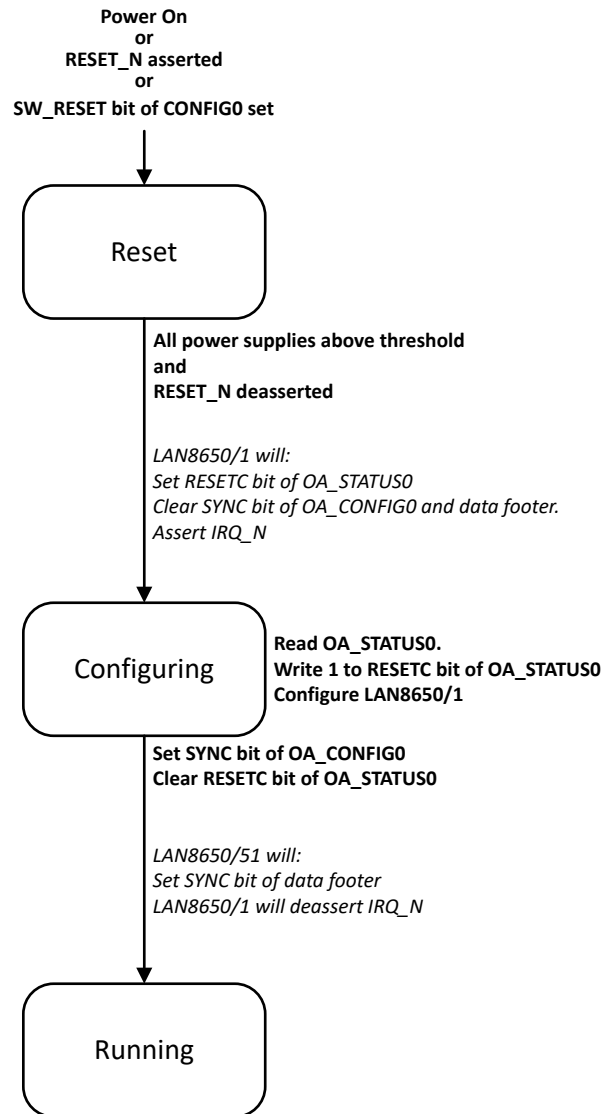 Power On
or
RESET_N asserted
or
SW_RESET bit of CONFIG0 set
Reset
All power supplies above threshold
and
RESET_N deasserted
LAN8650/1 will:
Set RESETC bit of OA_STATUS0
Clear SYNC bit of OA_CONFIG0 and data footer.
Assert IRQ_N
Configuring
Read OA_STATUS0.
Write 1 to RESETC bit of OA_STATUS0
Configure LAN8650/1
Set SYNC bit of OA_CONFIG0
Clear RESETC bit of OA_STATUS0
LAN8650/51 will:
Set SYNC bit of data footer
LAN8650/1 will deassert IRQ_N
Running